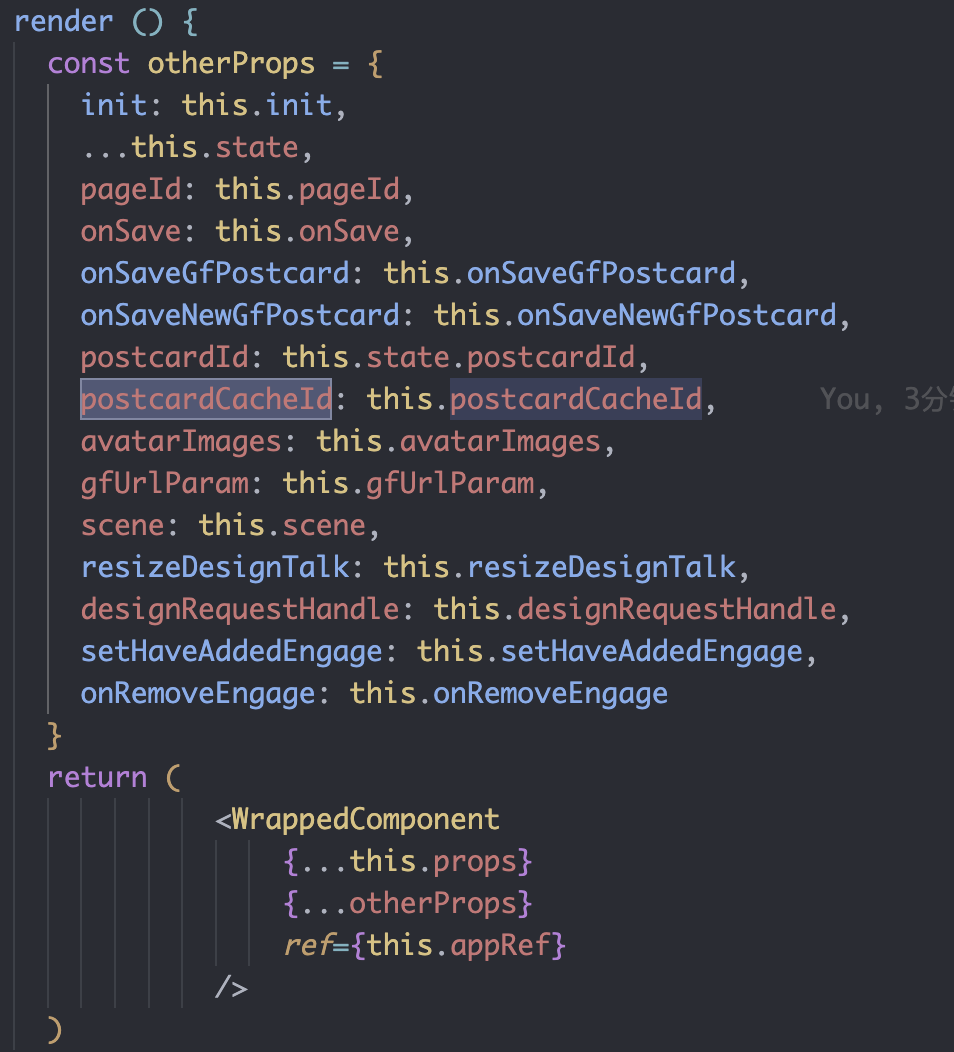 render () {
const otherProps = {
init: this.init,
...this.state,
pageId: this.pageId,
onSave: this.onSave,
onSaveGfPostcard: this.onSaveGfPostcard,
onSaveNewGfPostcard: this.onSaveNewGfPostcard,
postcardId: this.state.postcardId,
postcardCacheId: this.postcardCacheId, You, 3分
avatarImages: this.avatarImages,
gfUrlParam: this.gfUrlParam,
scene: this.scene,
resizeDesignTalk: this.resizeDesignTalk,
designRequestHandle: this.designRequestHandle,
setHaveAddedEngage: this.setHaveAddedEngage,
onRemoveEngage: this.onRemoveEngage
}
return (
<WrappedComponent
{...this.props}
{...otherProps}
ref={this.appRef}
/>
)